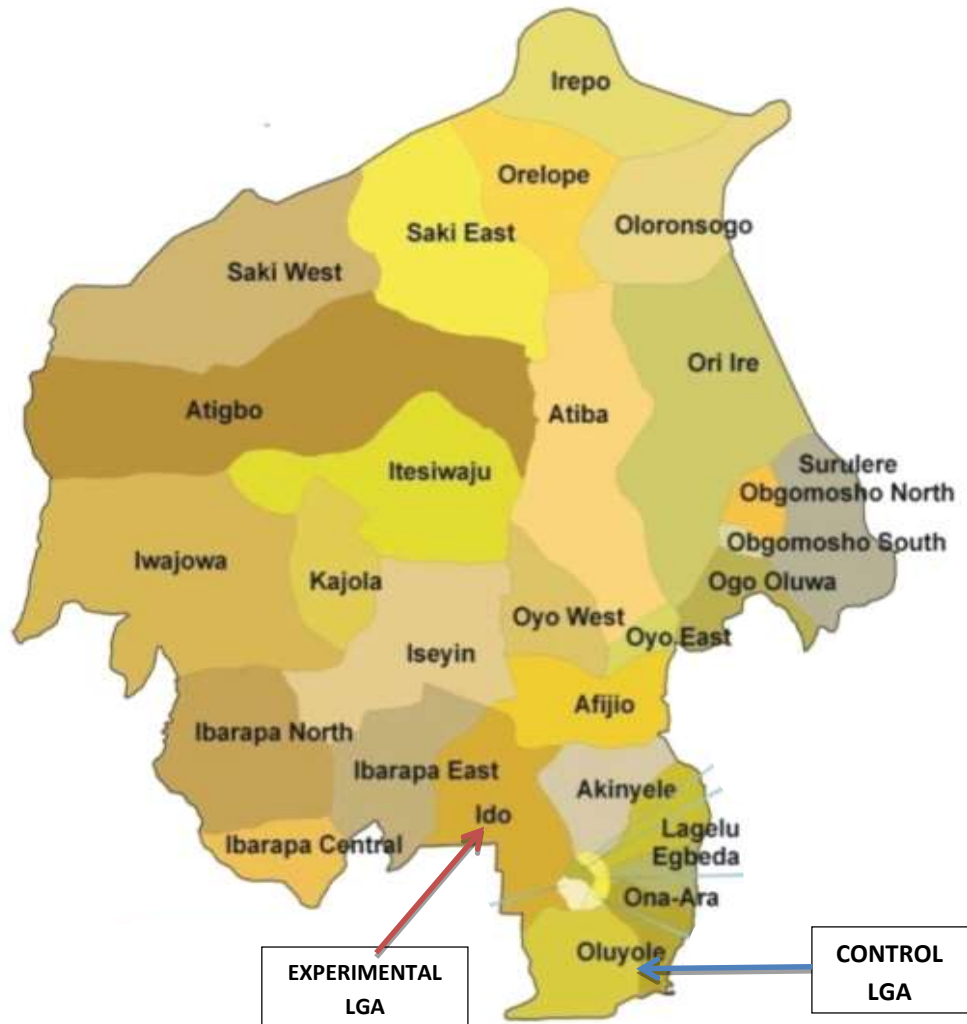 Irepo
Orelope
Oloronsogo
Saki East
Saki West
Ori Ire
Atigbo
Atiba
Itesiwaju
Surulere
Obgomosho North
Obgomosho South
Iwajowa
Kajola
Ogo Oluwa
Oyo West
Oyo East
Iseyin
Afijio
Ibarapa North
Ibarapa East
Akinyele
Ido
Lagelu
Ibarapa Central
Egbeda
Ona-Ara
Oluyole
EXPERIMENTAL
LGA
CONTROL
LGA